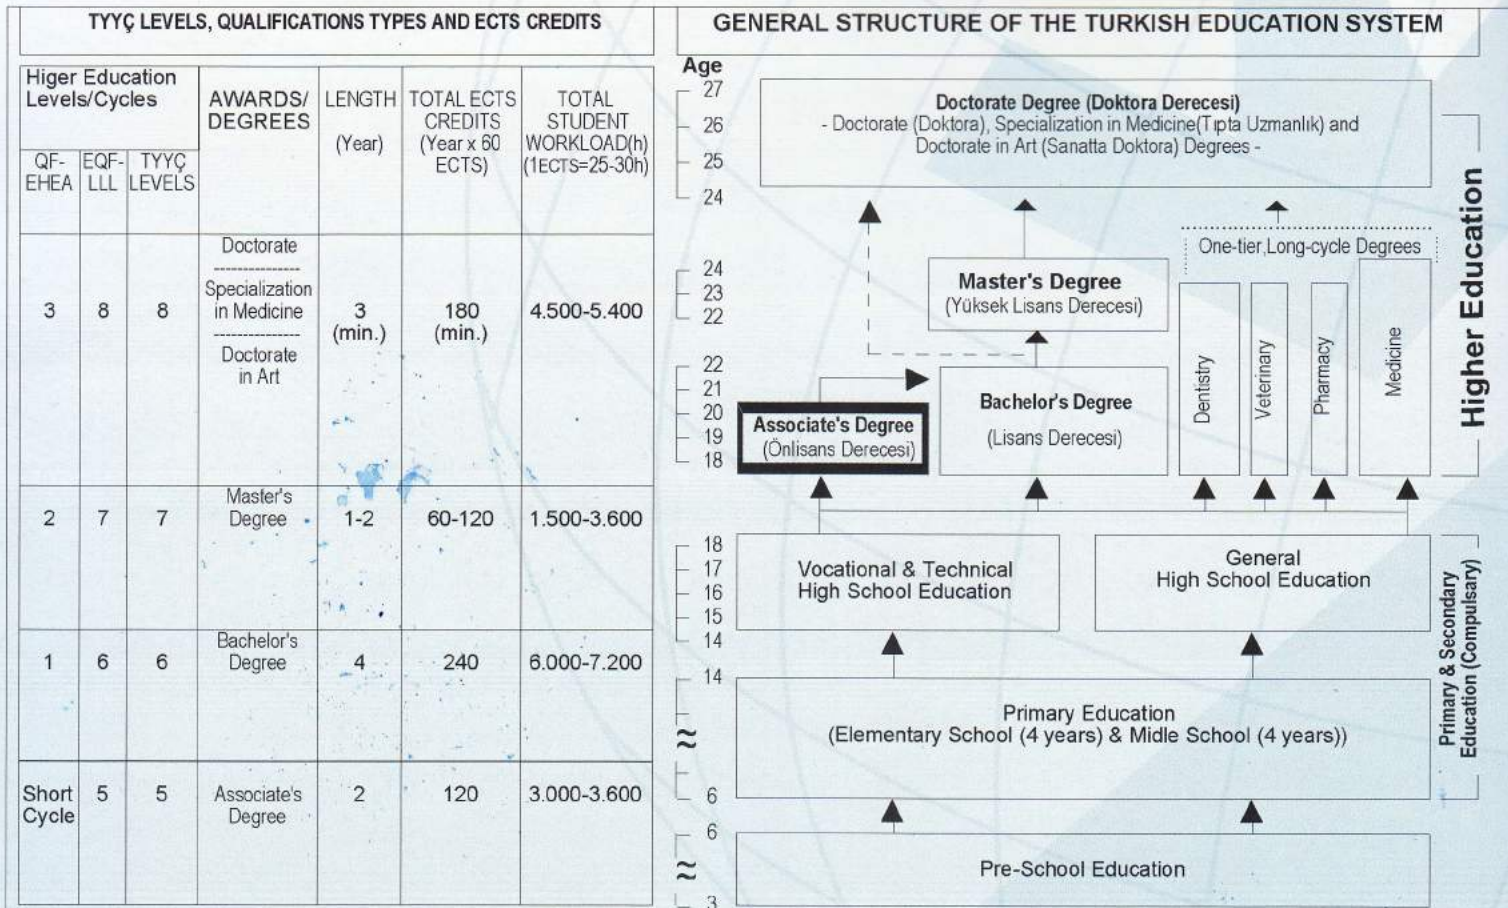 TYYÇ LEVELS, QUALIFICATIONS TYPES AND ECTS CREDITS
Higer Education
Levels/Cycles
AWARDS/
DEGREES
LENGTH
(Year)
TOTAL ECTS
CREDITS
(Year x 60
ECTS)
TOTAL
STUDENT
WORKLOAD(h)
(1ECTS=25-30h)
QF-
EHEA
EQF-
LLL
TYYÇ
LEVELS
3
8
8
Doctorate
Specialization
in Medicine
Doctorate
in Art
3
(min.)
180
(min.)
4.500-5.400
2
7
7
Master's
Degree
1-2
60-120
1.500-3.600
1
6
6
Bachelor's
Degree
4
240
6.000-7.200
Short
Cycle
5
5
Associate's
Degree
2
120
3.000-3.600
GENERAL STRUCTURE OF THE TURKISH EDUCATION SYSTEM
Age
27
26
25
24
Doctorate Degree (Doktora Derecesi)
- Doctorate (Doktora), Specialization in Medicine(Tıpta Uzmanlık) and
Doctorate in Art (Sanatta Doktora) Degrees -
24
23
22
Master's Degree
(Yüksek Lisans Derecesi)
One-tier,Long-cycle Degrees
22
21
20
19
18
Associate's Degree
(Önlisans Derecesi)
Bachelor's Degree
(Lisans Derecesi)
Dentistry
Veterinary
Pharmacy
Medicine
Higher Education
18
17
16
15
14
Vocational & Technical
High School Education
General
High School Education
14
Primary Education
(Elementary School (4 years) & Midle School (4 years))
≈
6
Primary & Secondary
Education (Compulsary)
6
≈
3
Pre-School Education